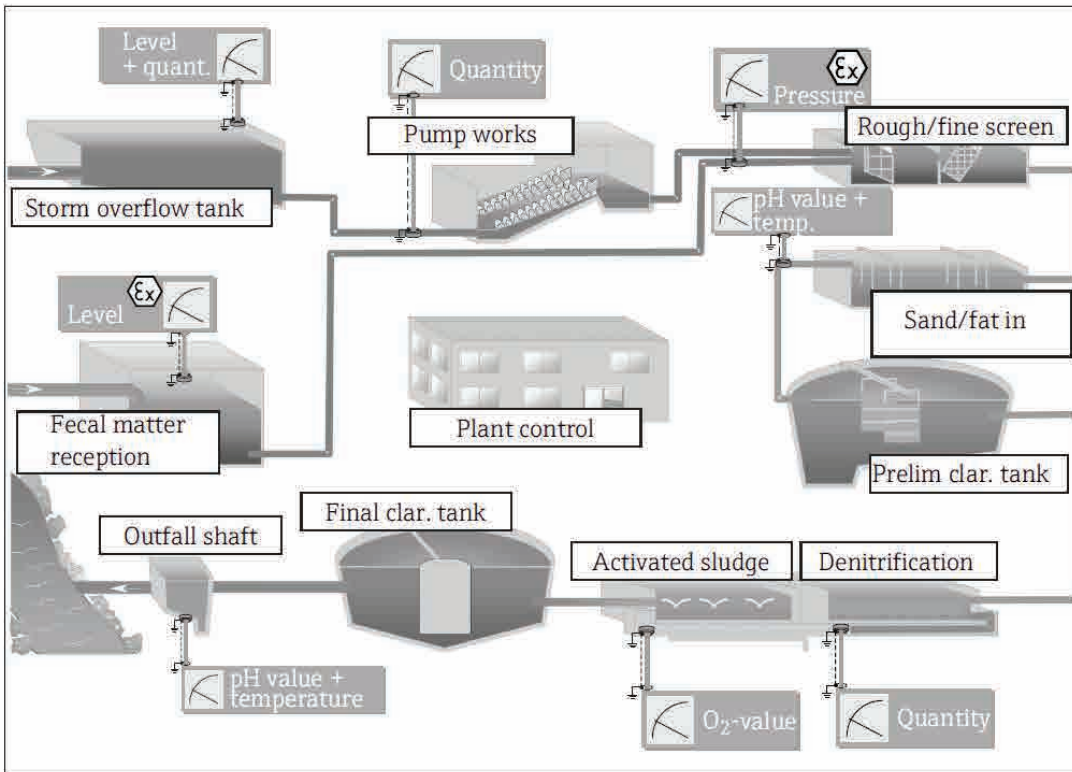 Level
+ quant.
Quantity
Pump works
Ex
Pressure
Rough/fine screen
Storm overflow tank
pH value +
temp.
Ex
Level
Sand/fat in
Fecal matter
reception
Plant control
Prelim clar. tank
Outfall shaft
Final clar. tank
Activated sludge
Denitrification
pH value +
temperature
O₂-value
Quantity